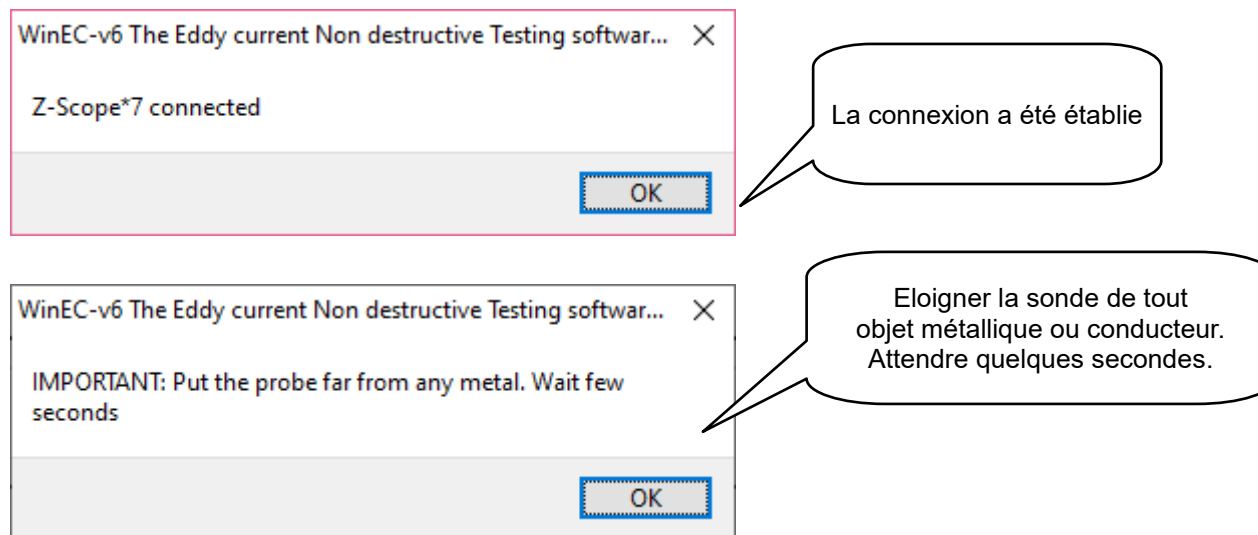 WinEC-v6 The Eddy current Non destructive Testing softwar...
Z-Scope*7 connected
OK
La connexion a été établie
WinEC-v6 The Eddy current Non destructive Testing softwar...
IMPORTANT: Put the probe far from any metal. Wait few
seconds
OK
Eloigner la sonde de tout
objet métallique ou conducteur.
Attendre quelques secondes.